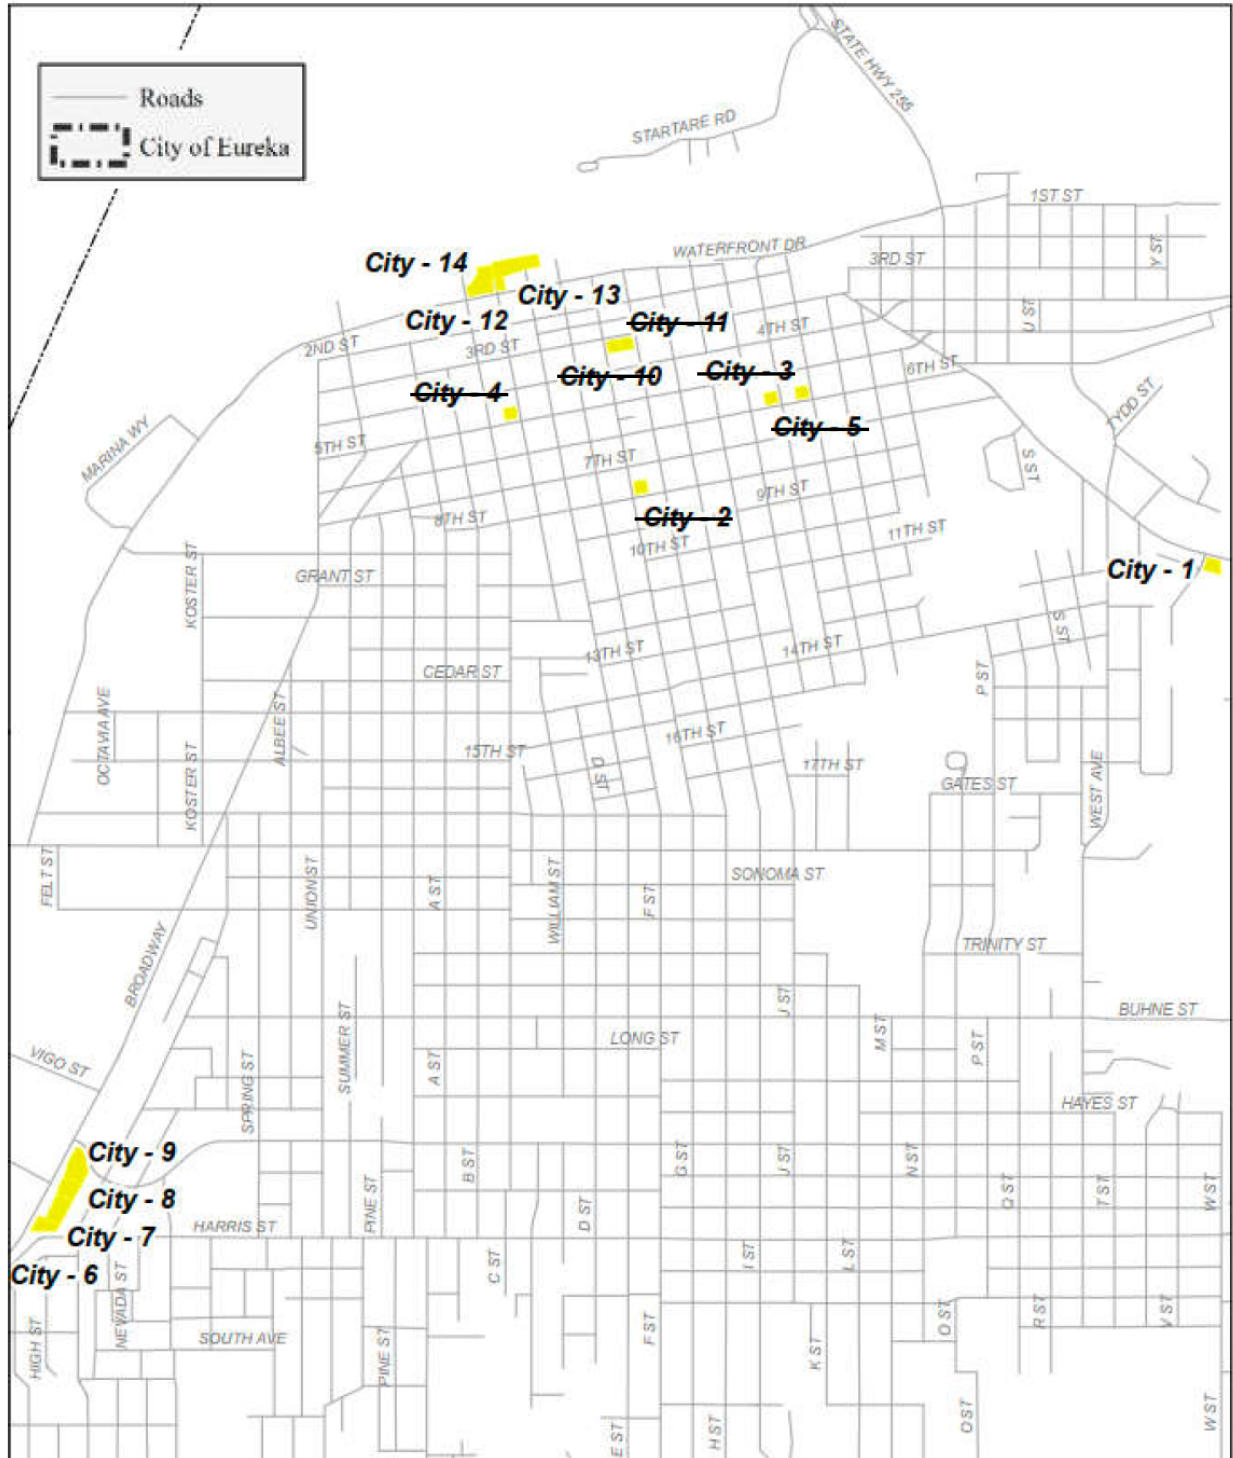 STATE HWY 255
Roads
City of Eureka
STARTARE RD
1ST ST
WATERFRONT DR
3RD ST
Y ST
City - 14
City - 13
City - 12
City - 11
U ST
4TH ST
2ND ST
3RD ST
6TH ST
City - 10
City - 3
City - 4
TYDD ST
City - 5
MARINA WY
5TH ST
7TH ST
S ST
9TH ST
8TH ST
City - 2
11TH ST
10TH ST
City - 1
KOSTER ST
GRANT ST
S ST
13TH ST
14TH ST
CEDAR ST
P ST
OCTAVIA AVE
ALBEE ST
16TH ST
15TH ST
17TH ST
D ST
KOSTER ST
GATES ST
WEST AVE
FELT ST
UNION ST
A ST
WILLIAM ST
F ST
SONOMA ST
TRINITY ST
BROADWAY
J ST
BUHNE ST
LONG ST
M ST
P ST
VIGO ST
SUMMER ST
A ST
SPRING ST
HAYES ST
City - 9
B ST
G ST
J ST
N ST
City - 8
PINE ST
D ST
Q ST
T ST
W ST
City - 7
HARRIS ST
City - 6
C ST
I ST
L ST
NEVADA ST
HIGH ST
SOUTH AVE
PINE ST
F ST
K ST
O ST
R ST
V ST
E ST
H ST
O ST
W ST